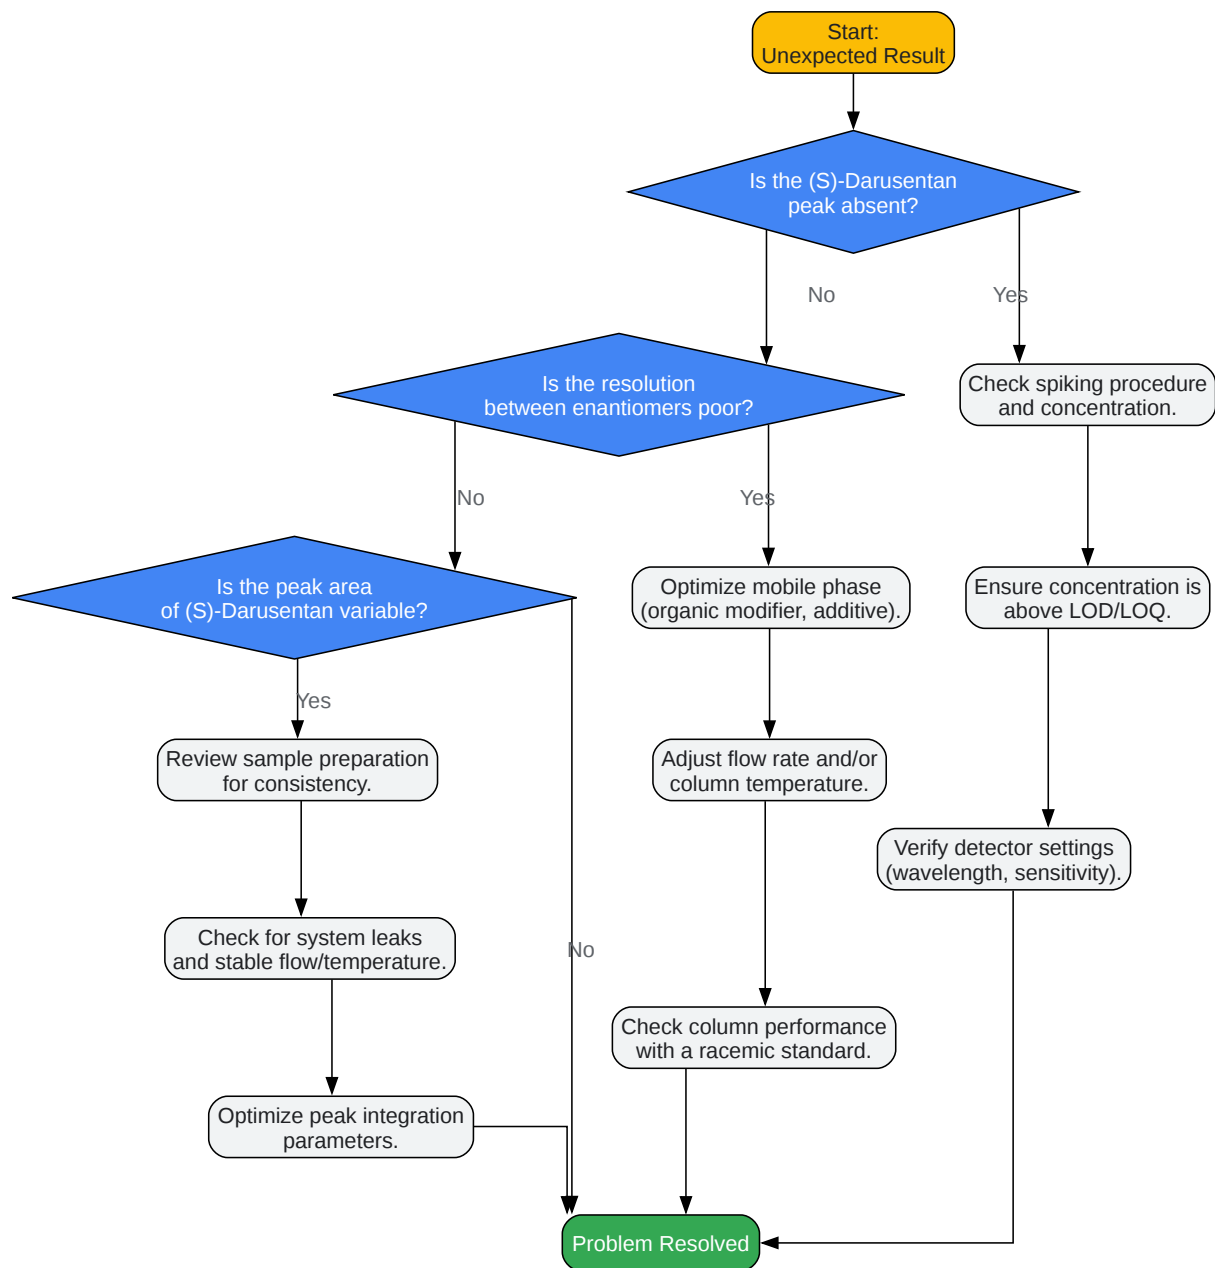 Start:
Unexpected Result
Is the (S)-Darusentan
peak absent?
No
Yes
Is the resolution
between enantiomers poor?
Check spiking procedure
and concentration.
No
Yes
Is the peak area
of (S)-Darusentan variable?
Optimize mobile phase
(organic modifier, additive).
Ensure concentration is
above LOD/LOQ.
Yes
Review sample preparation
for consistency.
Adjust flow rate and/or
column temperature.
Verify detector settings
(wavelength, sensitivity).
Check for system leaks
and stable flow/temperature.
No
Check column performance
with a racemic standard.
Optimize peak integration
parameters.
Problem Resolved